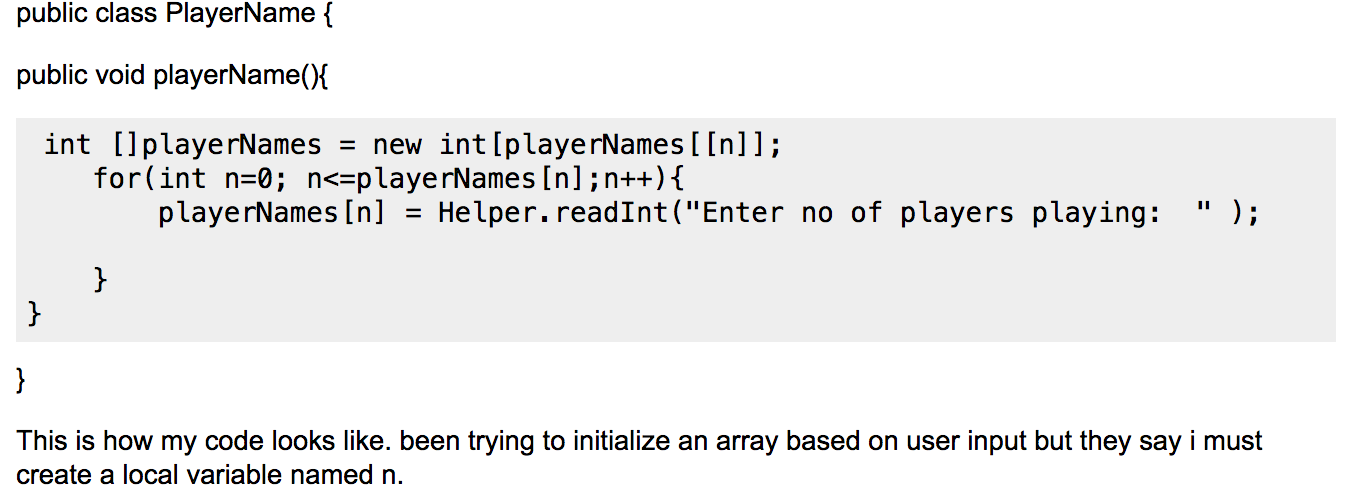 public class PlayerName {
public void playerName(){
int []playerNames = new int[playerNames[[n]];
for(int n=0; n<=playerNames[n];n++){
playerNames[n] = Helper.readInt("Enter no of players playing:  " );
}
}
}
This is how my code looks like. been trying to initialize an array based on user input but they say i must
create a local variable named n.